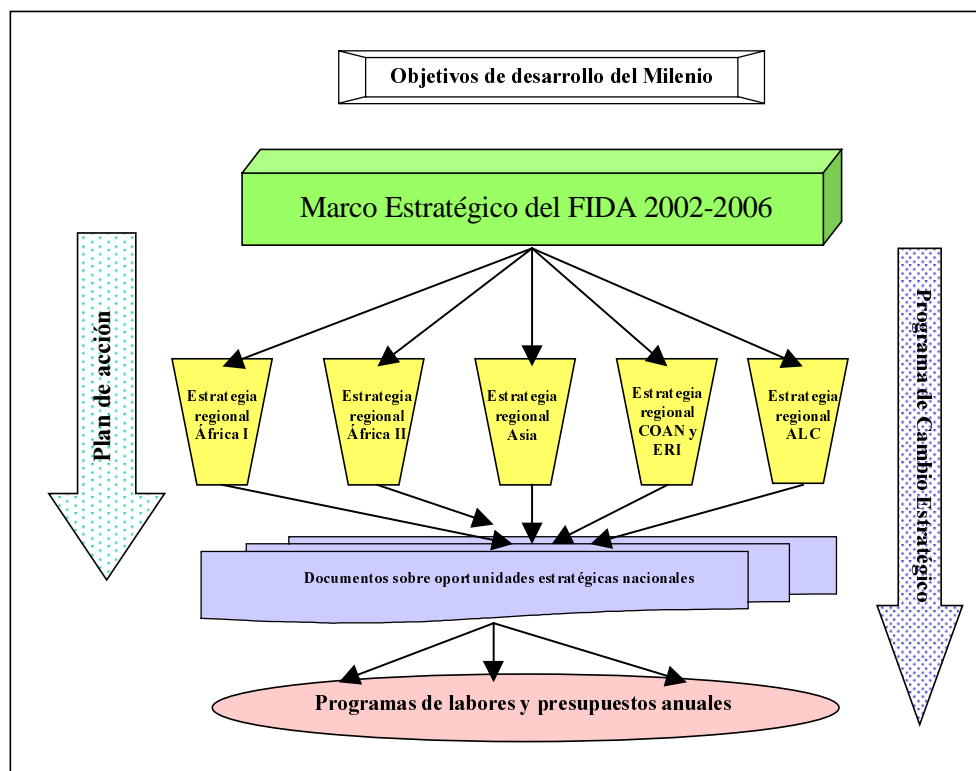 Objetivos de desarrollo del Milenio
Marco Estratégico del FIDA 2002-2006
Plan de acción
Programa de Cambio Estratégico
Estrategia
regional
África I
Estrategia
regional
África II
Estrategia
regional
Asia
Estrategia
regional
COAN y
ERI
Estrategia
regional
ALC
Documentos sobre oportunidades estratégicas nacionales
Programas de labores y presupuestos anuales